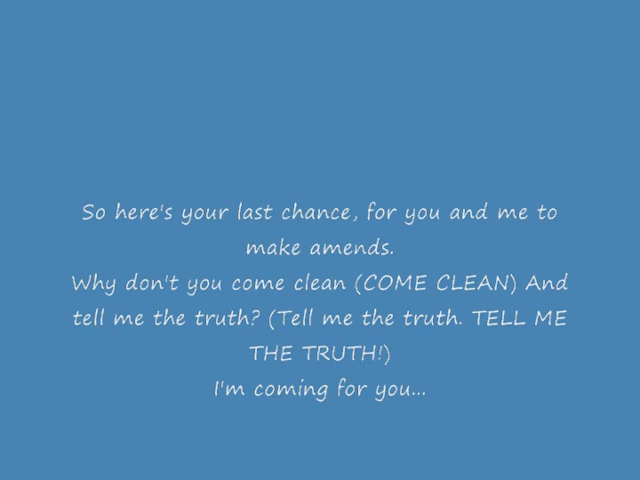 So here's your last chance, for you and me to
make amends.
Why don't you come clean (COME CLEAN) And
tell me the truth? (Tell me the truth. TELL ME
THE TRUTH!)
I'm coming for you...